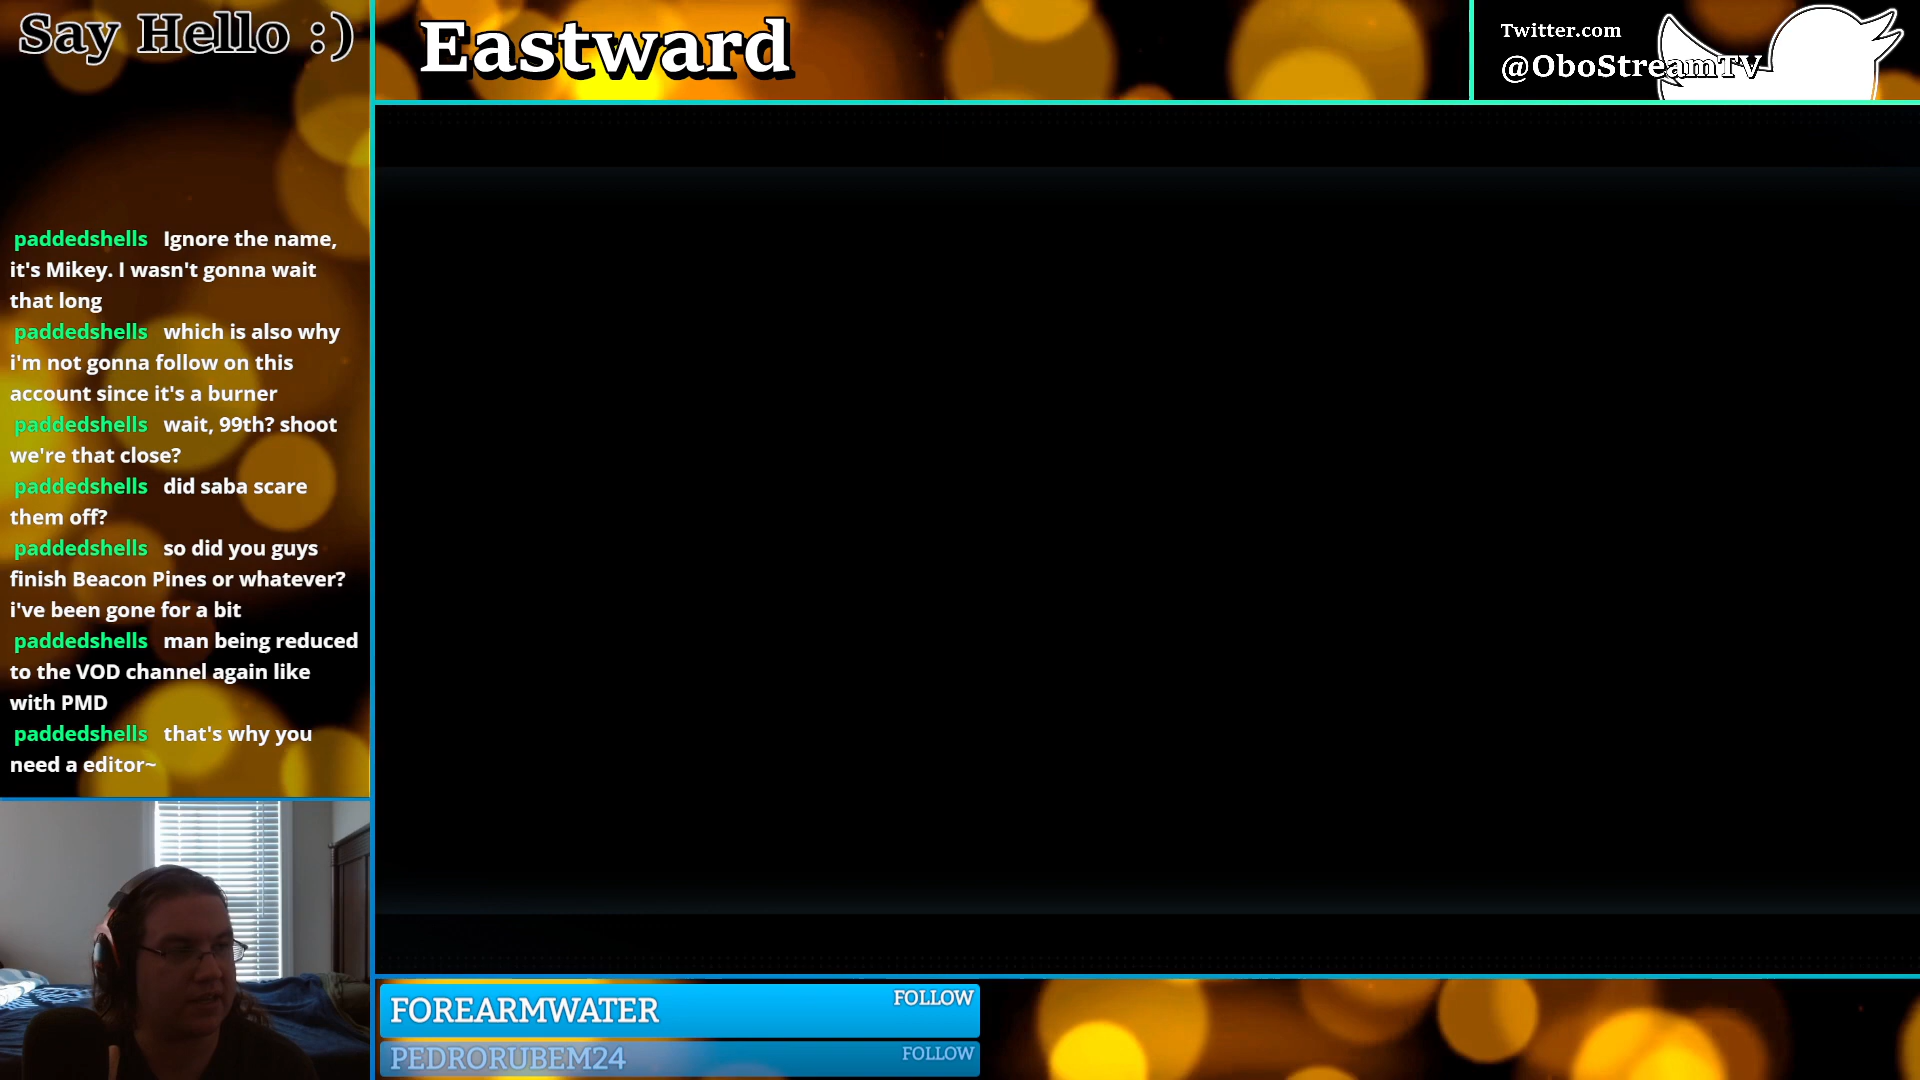 Say Hello :)
Eastward
Twitter.com
@OboStreamTV
paddedshells Ignore the name,
it's Mikey. I wasn't gonna wait
that long
paddedshells which is also why
i'm not gonna follow on this
account since it's a burner
paddedshells wait, 99th? shoot
we're that close?
paddedshells did saba scare
them off?
paddedshells so did you guys
finish Beacon Pines or whatever?
i've been gone for a bit
paddedshells man being reduced
to the VOD channel again like
with PMD
paddedshells that's why you
need a editor~
FOREARMWATER FOLLOW
PEDRORUBEM24 FOLLOW